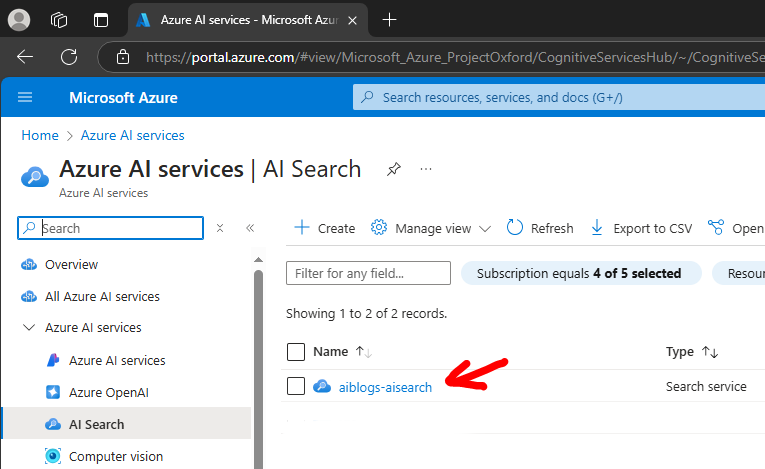 Azure AI services - Microsoft Azur
https://portal.azure.com/#view/Microsoft_Azure_ProjectOxford/CognitiveServicesHub/~/CognitiveSe
Microsoft Azure
Search resources, services, and docs (G+/)
Home > Azure AI services
Azure AI services | AI Search
Azure AI services
Search
Create
Manage view
Refresh
Export to CSV
Open
Overview
All Azure AI services
Azure AI services
Azure AI services
Azure OpenAI
AI Search
Computer vision
Filter for any field...
Subscription equals 4 of 5 selected
Resour
Showing 1 to 2 of 2 records.
Name ↑↓
Type ↑↓
aiblogs-aisearch
Search service